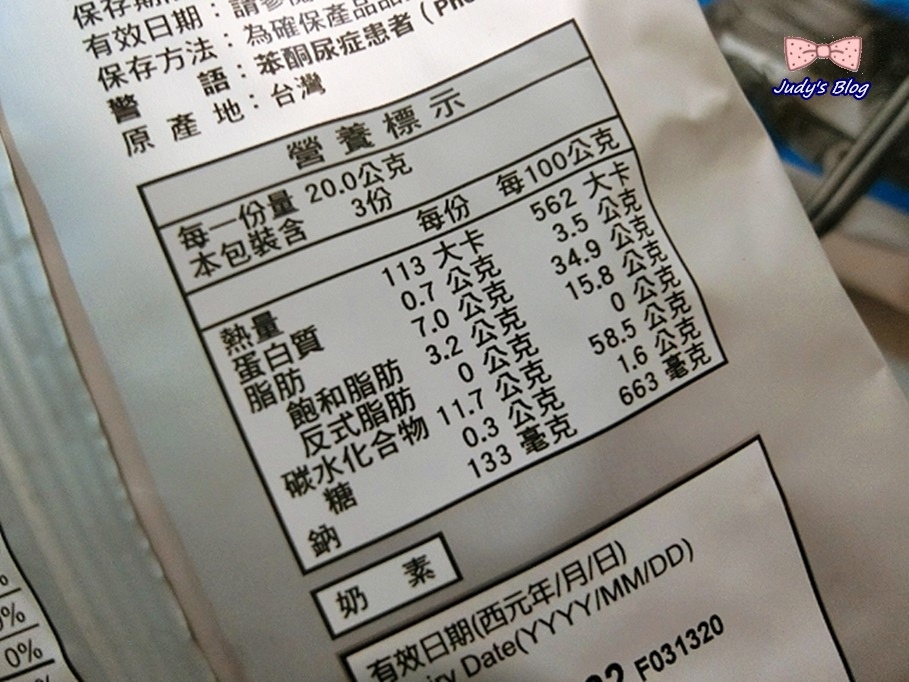 保存期限
有效日期：請參
保存方法：為確保產品品
警語：苯酮尿症患者（Phe
原產地：台灣
營養標示
每一份量 20.0公克
本包裝含 3份
每份 每100公克
熱量 113 大卡 562 大卡
蛋白質 0.7 公克 3.5 公克
脂肪 7.0 公克 34.9 公克
飽和脂肪 3.2 公克 15.8 公克
反式脂肪 0 公克 0 公克
碳水化合物 11.7 公克 58.5 公克
糖 0.3 公克 1.6 公克
鈉 133 毫克 663 毫克
奶素
有效日期(西元年/月/日)
iry Date(YYYY/MM/DD)
F031320
%
0%
0%
Judy's Blog